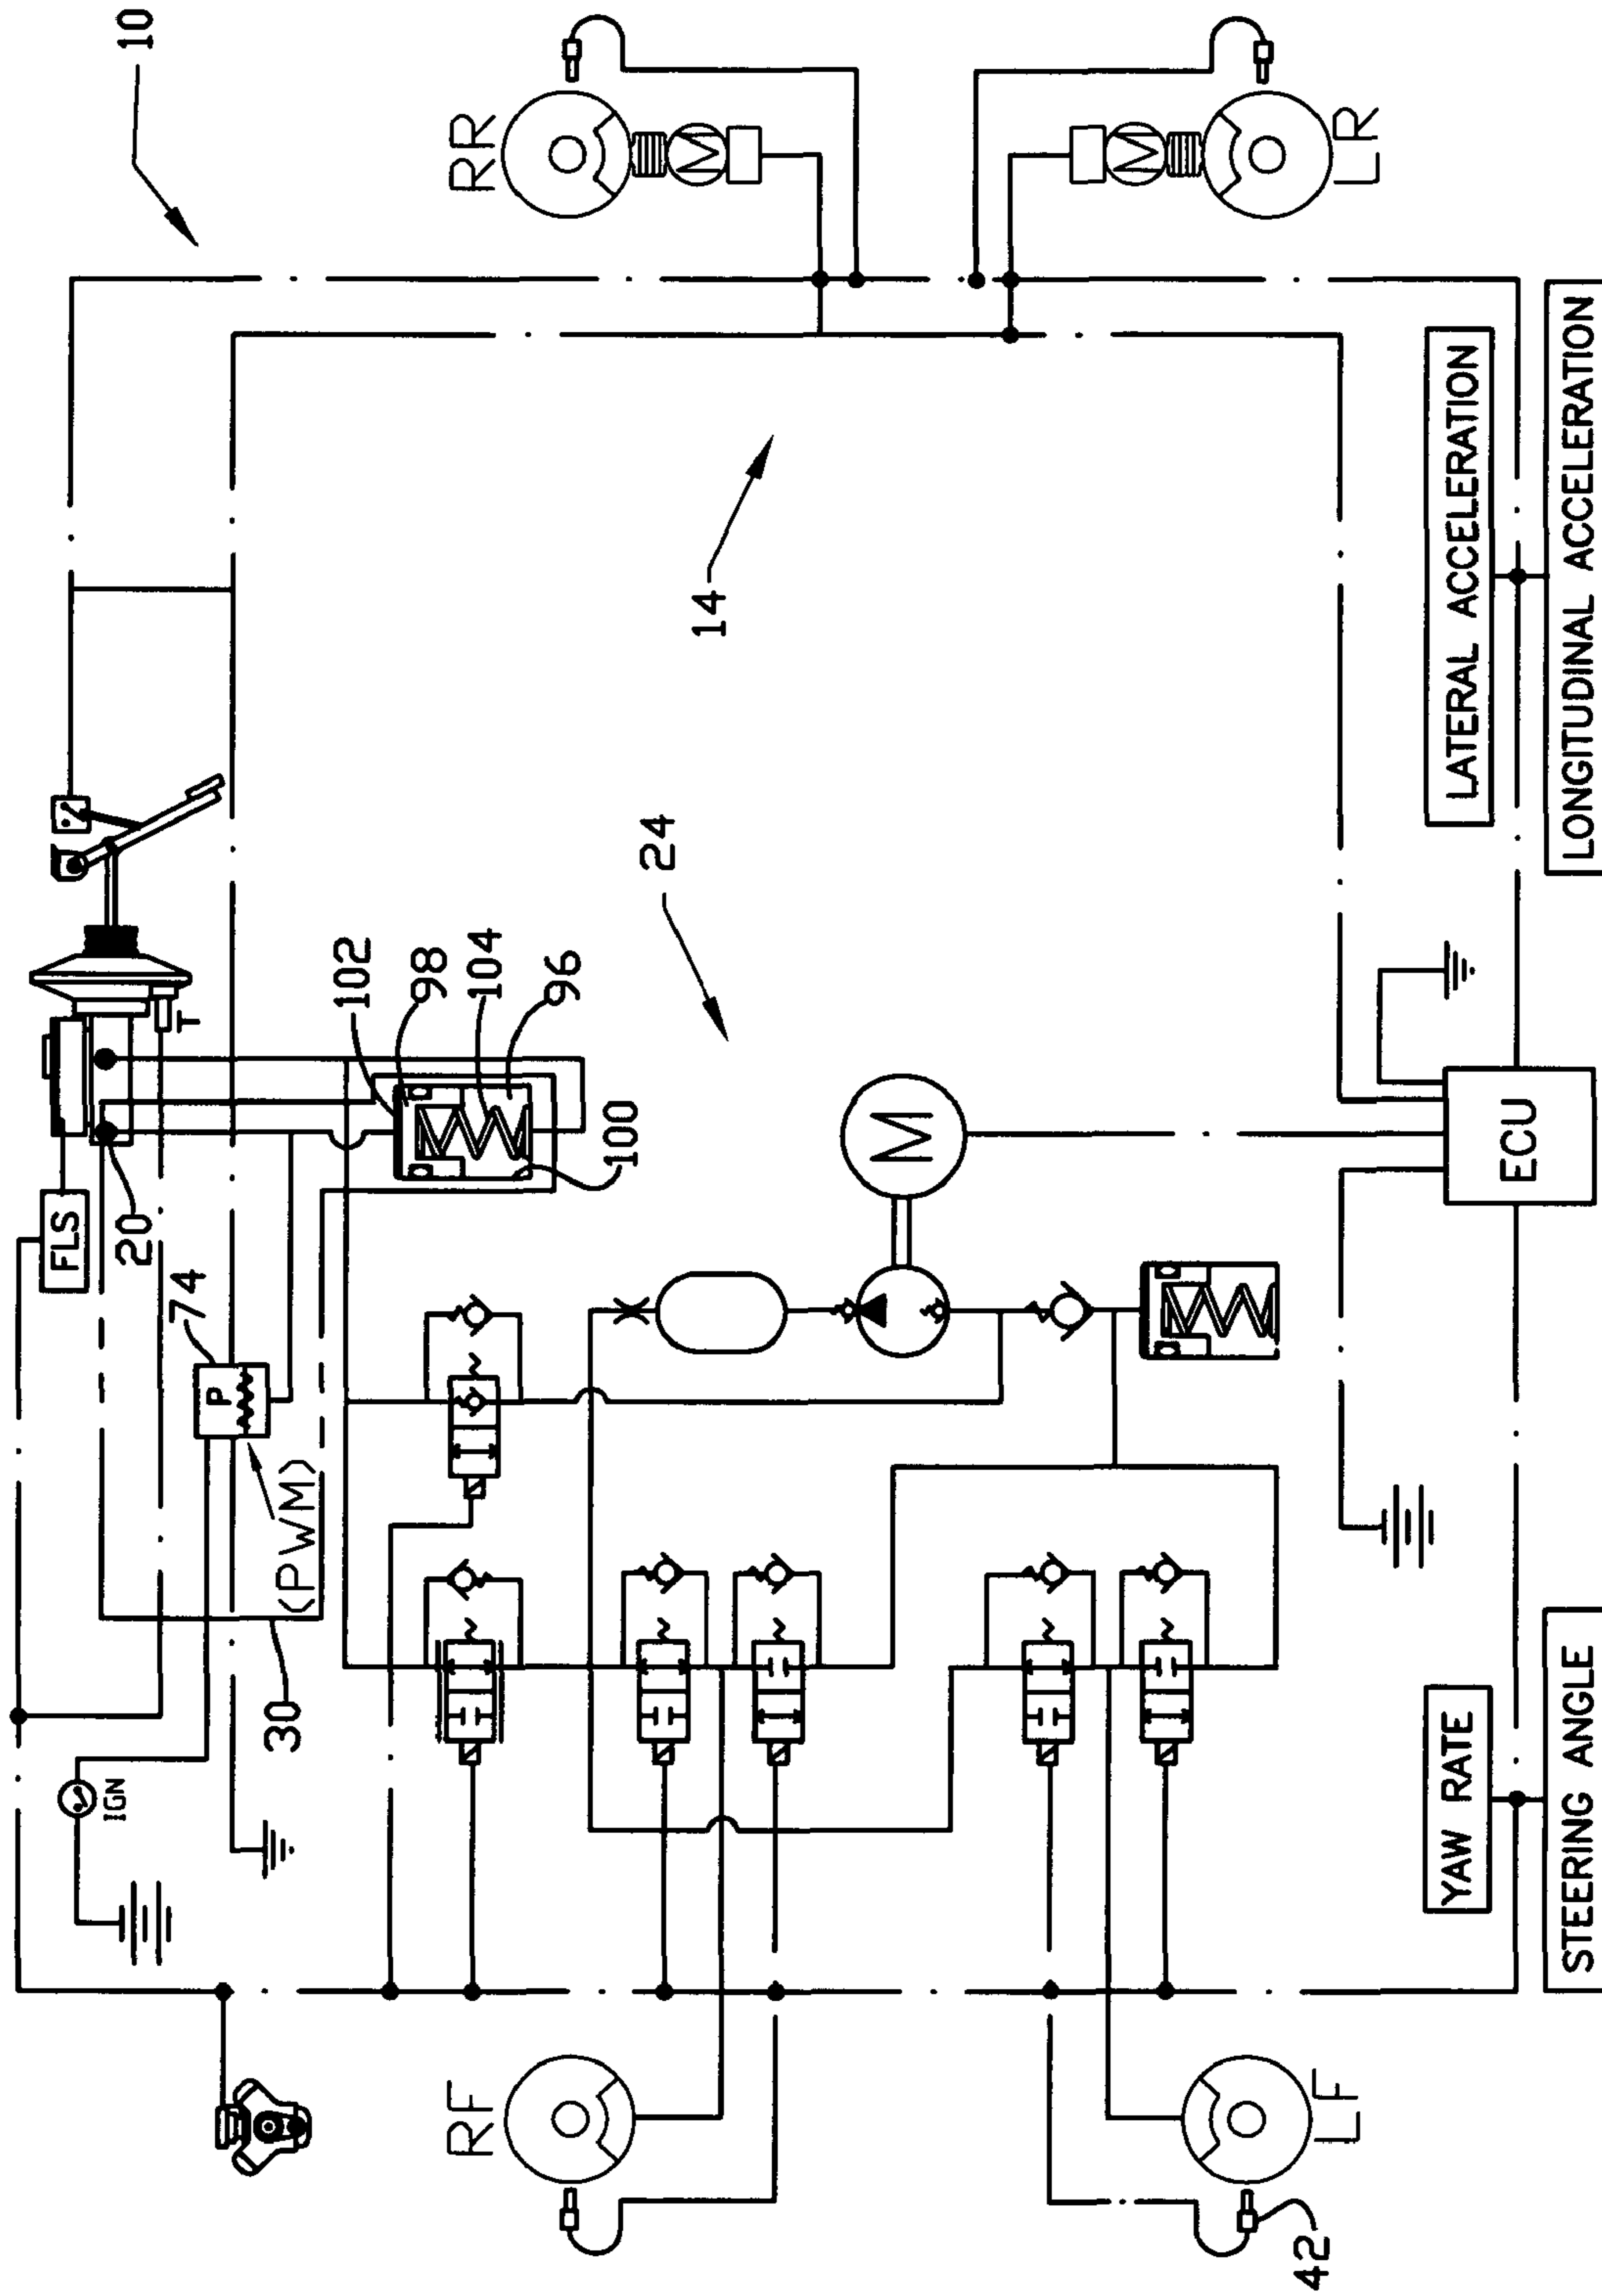 10
RR
LR
14
LATERAL ACCELERATION
LONGITUDINAL ACCELERATION
24
102
98
104
96
100
T
FLS
20
74
P
(PWM)
30
IGN
M
M
M
ECU
YAW RATE
STEERING ANGLE
RF
LF
42